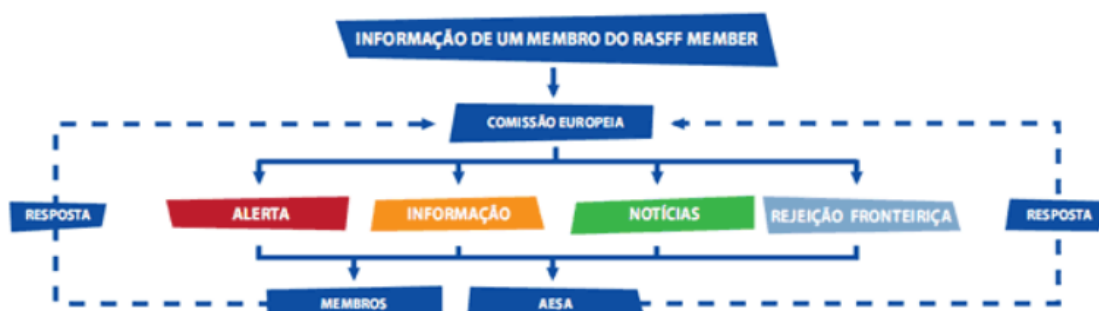 INFORMAÇÃO DE UM MEMBRO DO RASFF MEMBER
COMISSÃO EUROPEIA
RESPOSTA
ALERTA
INFORMAÇÃO
NOTÍCIAS
REJEIÇÃO FRONTEIRIÇA
RESPOSTA
MEMBROS
AESA